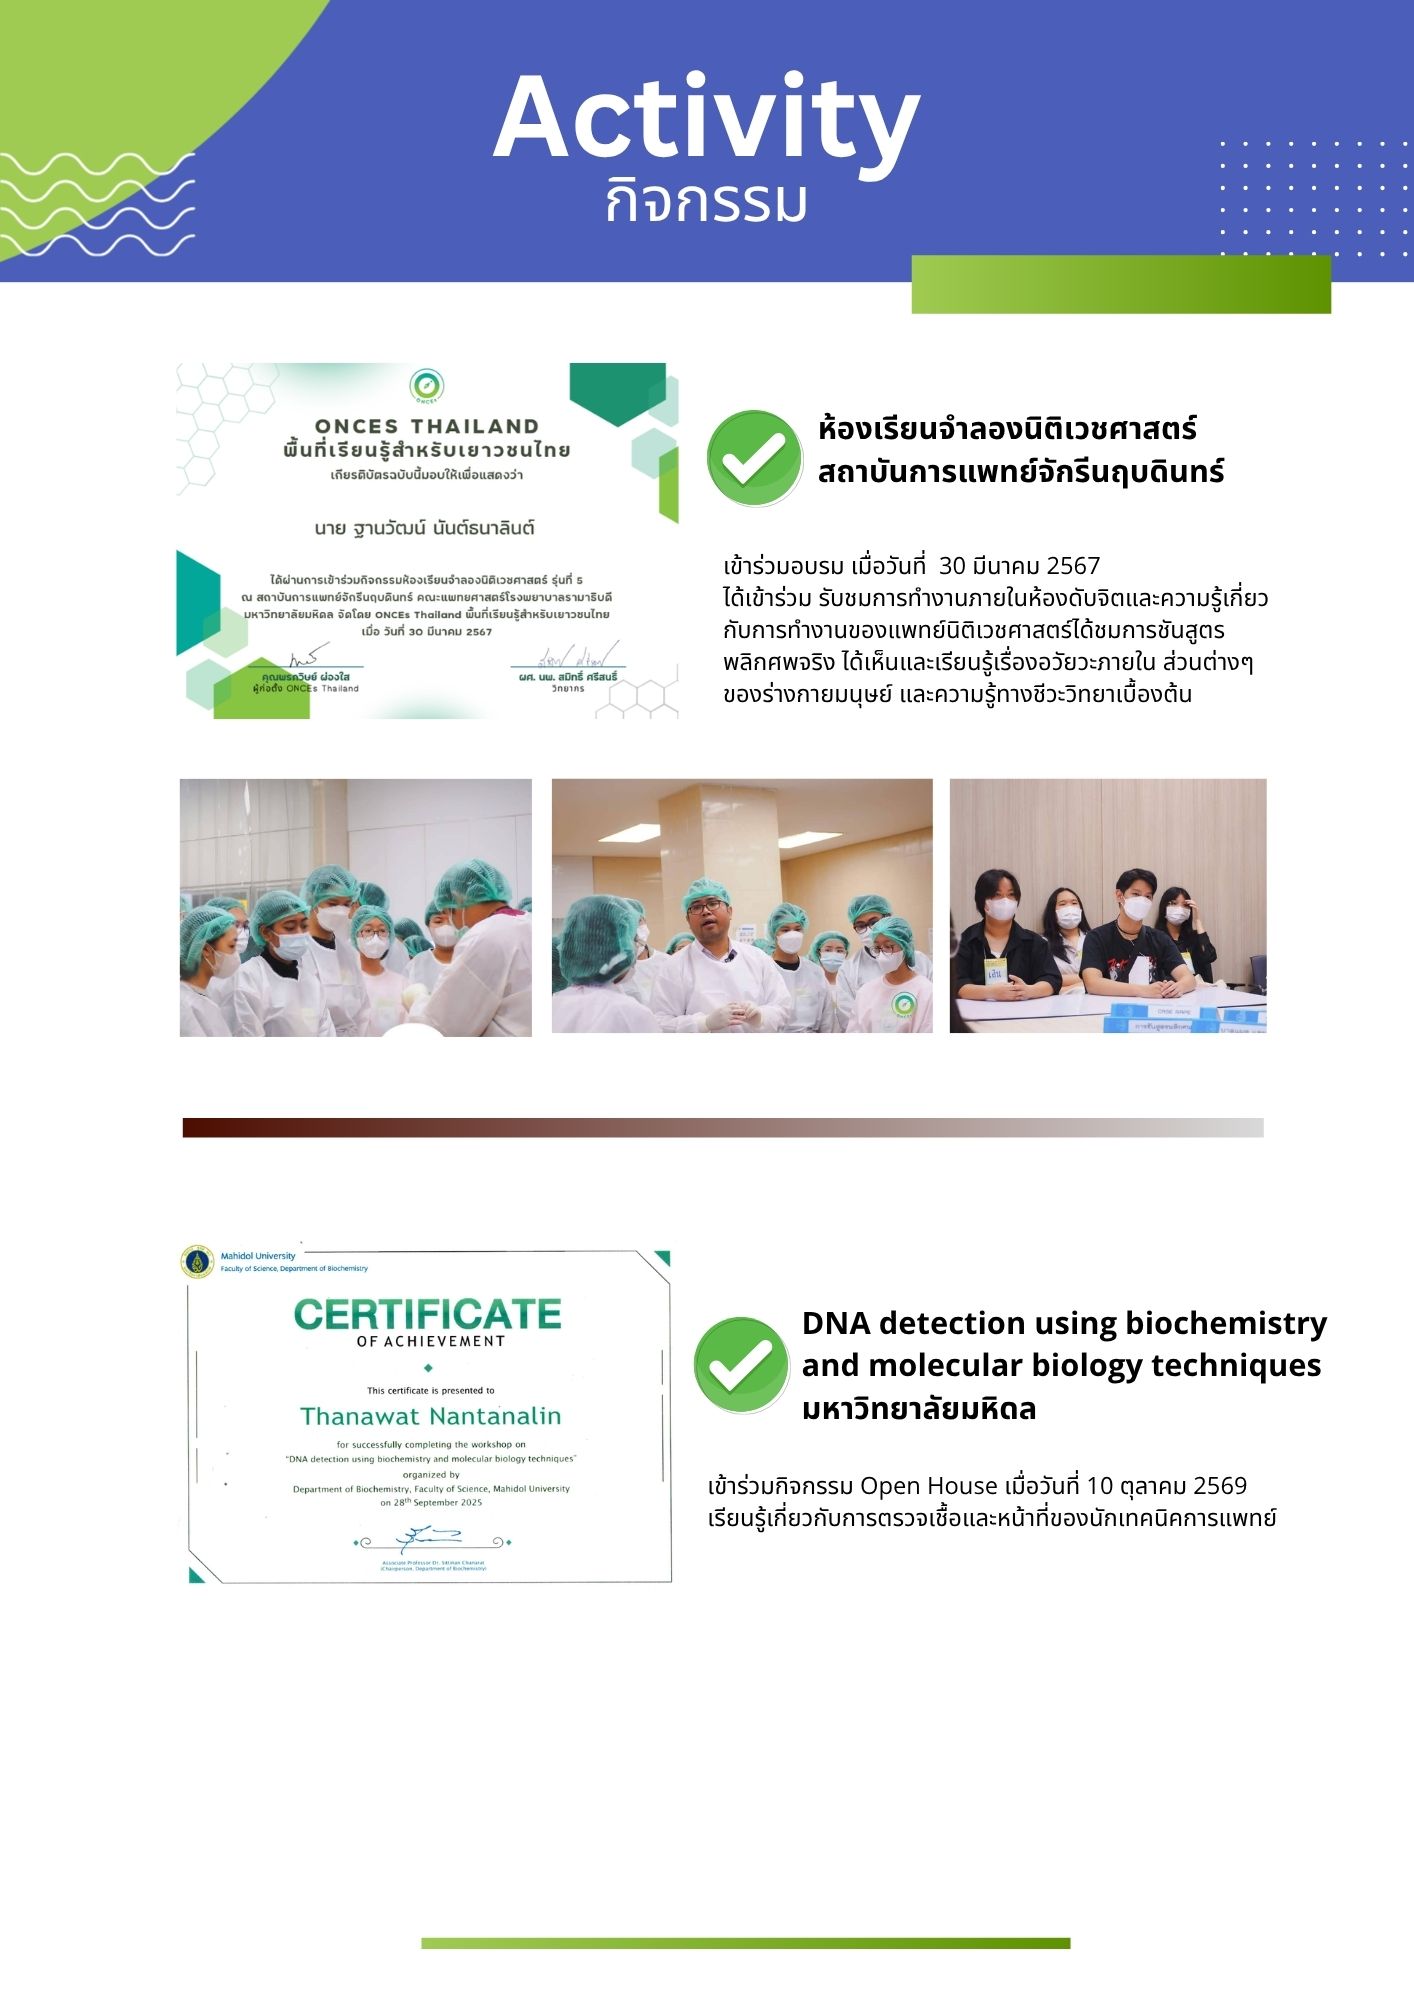 Activity
กิจกรรม
ONCES
ONCES THAILAND
พื้นที่เรียนรู้สำหรับเยาวชนไทย
เกียรติบัตรฉบับนี้มอบให้เพื่อแสดงว่า
นาย ฐานวัฒน์ นันต์ธนาลินต์
ได้ผ่านการเข้าร่วมกิจกรรมห้องเรียนจำลองนิติเวชศาสตร์ รุ่นที่ 5
ณ สถาบันการแพทย์จักรีนฤบดินทร์ คณะแพทยศาสตร์โรงพยาบาลรามาธิบดี
มหาวิทยาลัยมหิดล จัดโดย ONCEs Thailand พื้นที่เรียนรู้สำหรับเยาวชนไทย
เมื่อ วันที่ 30 มีนาคม 2567
คุณพรทวิษย์ ผ่องใส
ผู้ก่อตั้ง ONCEs Thailand
ผศ. นพ. สมิทธิ์ ศรีสนธิ์
วิทยากร
ห้องเรียนจำลองนิติเวชศาสตร์
สถาบันการแพทย์จักรีนฤบดินทร์
เข้าร่วมอบรม เมื่อวันที่  30 มีนาคม 2567
ได้เข้าร่วม รับชมการทำงานภายในห้องดับจิตและความรู้เกี่ยว
กับการทำงานของแพทย์นิติเวชศาสตร์ได้ชมการชันสูตร
พลิกศพจริง ได้เห็นและเรียนรู้เรื่องอวัยวะภายใน ส่วนต่างๆ
ของร่างกายมนุษย์ และความรู้ทางชีวะวิทยาเบื้องต้น
CASE NAME
Mahidol University
Faculty of Science, Department of Biochemistry
CERTIFICATE
OF ACHIEVEMENT
This certificate is presented to
Thanawat Nantanalin
for successfully completing the workshop on
"DNA detection using biochemistry and molecular biology techniques"
organized by
Department of Biochemistry, Faculty of Science, Mahidol University
on 28th September 2025
Associate Professor Dr. Sittinan Chanarat
(Chairperson, Department of Biochemistry)
DNA detection using biochemistry
and molecular biology techniques
มหาวิทยาลัยมหิดล
เข้าร่วมกิจกรรม Open House เมื่อวันที่ 10 ตุลาคม 2569
เรียนรู้เกี่ยวกับการตรวจเชื้อและหน้าที่ของนักเทคนิคการแพทย์